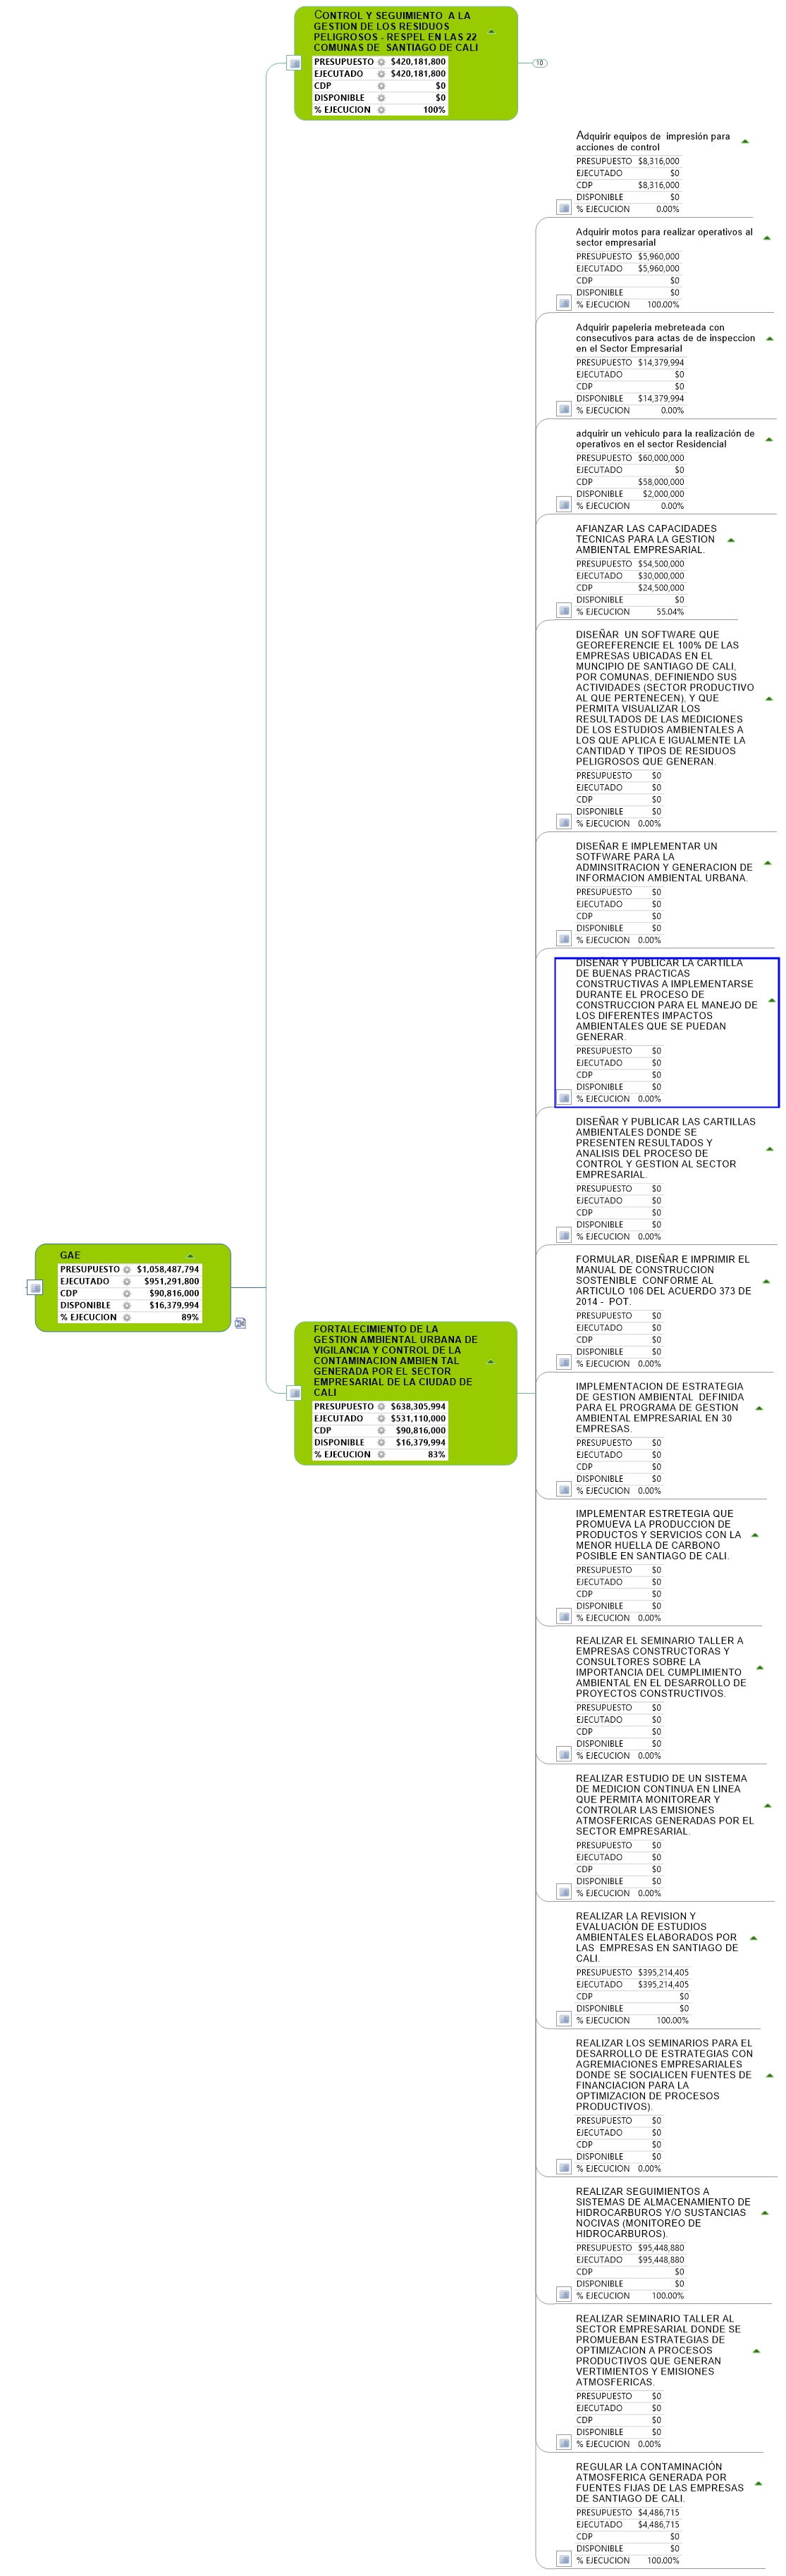 CONTROL Y SEGUIMIENTO A LA
GESTION DE LOS RESIDUOS
PELIGROSOS - RESPEL EN LAS 22
COMUNAS DE SANTIAGO DE CALI
PRESUPUESTO $420,181,800
EJECUTADO $420,181,800
CDP $0
DISPONIBLE $0
% EJECUCION 100%
10
Adquirir equipos de impresión para
acciones de control
PRESUPUESTO $8,316,000
EJECUTADO $0
CDP $8,316,000
DISPONIBLE $0
% EJECUCION 0.00%
Adquirir motos para realizar operativos al
sector empresarial
PRESUPUESTO $5,960,000
EJECUTADO $5,960,000
CDP $0
DISPONIBLE $0
% EJECUCION 100.00%
Adquirir papeleria mebreteada con
consecutivos para actas de de inspeccion
en el Sector Empresarial
PRESUPUESTO $14,379,994
EJECUTADO $0
CDP $0
DISPONIBLE $14,379,994
% EJECUCION 0.00%
adquirir un vehiculo para la realización de
operativos en el sector Residencial
PRESUPUESTO $60,000,000
EJECUTADO $0
CDP $58,000,000
DISPONIBLE $2,000,000
% EJECUCION 0.00%
AFIANZAR LAS CAPACIDADES
TECNICAS PARA LA GESTION
AMBIENTAL EMPRESARIAL.
PRESUPUESTO $54,500,000
EJECUTADO $30,000,000
CDP $24,500,000
DISPONIBLE $0
% EJECUCION 55.04%
DISEÑAR UN SOFTWARE QUE
GEOREFERENCIE EL 100% DE LAS
EMPRESAS UBICADAS EN EL
MUNCIPIO DE SANTIAGO DE CALI,
POR COMUNAS, DEFINIENDO SUS
ACTIVIDADES (SECTOR PRODUCTIVO
AL QUE PERTENECEN), Y QUE
PERMITA VISUALIZAR LOS
RESULTADOS DE LAS MEDICIONES
DE LOS ESTUDIOS AMBIENTALES A
LOS QUE APLICA E IGUALMENTE LA
CANTIDAD Y TIPOS DE RESIDUOS
PELIGROSOS QUE GENERAN.
PRESUPUESTO $0
EJECUTADO $0
CDP $0
DISPONIBLE $0
% EJECUCION 0.00%
DISEÑAR E IMPLEMENTAR UN
SOTFWARE PARA LA
ADMINSITRACION Y GENERACION DE
INFORMACION AMBIENTAL URBANA.
PRESUPUESTO $0
EJECUTADO $0
CDP $0
DISPONIBLE $0
% EJECUCION 0.00%
DISEÑAR Y PUBLICAR LA CARTILLA
DE BUENAS PRACTICAS
CONSTRUCTIVAS A IMPLEMENTARSE
DURANTE EL PROCESO DE
CONSTRUCCION PARA EL MANEJO DE
LOS DIFERENTES IMPACTOS
AMBIENTALES QUE SE PUEDAN
GENERAR.
PRESUPUESTO $0
EJECUTADO $0
CDP $0
DISPONIBLE $0
% EJECUCION 0.00%
DISEÑAR Y PUBLICAR LAS CARTILLAS
AMBIENTALES DONDE SE
PRESENTEN RESULTADOS Y
ANALISIS DEL PROCESO DE
CONTROL Y GESTION AL SECTOR
EMPRESARIAL.
PRESUPUESTO $0
EJECUTADO $0
CDP $0
DISPONIBLE $0
% EJECUCION 0.00%
GAE
PRESUPUESTO $1,058,487,794
EJECUTADO $951,291,800
CDP $90,816,000
DISPONIBLE $16,379,994
% EJECUCION 89%
FORMULAR, DISEÑAR E IMPRIMIR EL
MANUAL DE CONSTRUCCION
SOSTENIBLE CONFORME AL
ARTICULO 106 DEL ACUERDO 373 DE
2014 - POT.
PRESUPUESTO $0
EJECUTADO $0
CDP $0
DISPONIBLE $0
% EJECUCION 0.00%
FORTALECIMIENTO DE LA
GESTION AMBIENTAL URBANA DE
VIGILANCIA Y CONTROL DE LA
CONTAMINACION AMBIEN TAL
GENERADA POR EL SECTOR
EMPRESARIAL DE LA CIUDAD DE
CALI
PRESUPUESTO $638,305,994
EJECUTADO $531,110,000
CDP $90,816,000
DISPONIBLE $16,379,994
% EJECUCION 83%
IMPLEMENTACION DE ESTRATEGIA
DE GESTION AMBIENTAL DEFINIDA
PARA EL PROGRAMA DE GESTION
AMBIENTAL EMPRESARIAL EN 30
EMPRESAS.
PRESUPUESTO $0
EJECUTADO $0
CDP $0
DISPONIBLE $0
% EJECUCION 0.00%
IMPLEMENTAR ESTRETEGIA QUE
PROMUEVA LA PRODUCCION DE
PRODUCTOS Y SERVICIOS CON LA
MENOR HUELLA DE CARBONO
POSIBLE EN SANTIAGO DE CALI.
PRESUPUESTO $0
EJECUTADO $0
CDP $0
DISPONIBLE $0
% EJECUCION 0.00%
REALIZAR EL SEMINARIO TALLER A
EMPRESAS CONSTRUCTORAS Y
CONSULTORES SOBRE LA
IMPORTANCIA DEL CUMPLIMIENTO
AMBIENTAL EN EL DESARROLLO DE
PROYECTOS CONSTRUCTIVOS.
PRESUPUESTO $0
EJECUTADO $0
CDP $0
DISPONIBLE $0
% EJECUCION 0.00%
REALIZAR ESTUDIO DE UN SISTEMA
DE MEDICION CONTINUA EN LINEA
QUE PERMITA MONITOREAR Y
CONTROLAR LAS EMISIONES
ATMOSFERICAS GENERADAS POR EL
SECTOR EMPRESARIAL.
PRESUPUESTO $0
EJECUTADO $0
CDP $0
DISPONIBLE $0
% EJECUCION 0.00%
REALIZAR LA REVISION Y
EVALUACIÓN DE ESTUDIOS
AMBIENTALES ELABORADOS POR
LAS EMPRESAS EN SANTIAGO DE
CALI.
PRESUPUESTO $395,214,405
EJECUTADO $395,214,405
CDP $0
DISPONIBLE $0
% EJECUCION 100.00%
REALIZAR LOS SEMINARIOS PARA EL
DESARROLLO DE ESTRATEGIAS CON
AGREMIACIONES EMPRESARIALES
DONDE SE SOCIALICEN FUENTES DE
FINANCIACION PARA LA
OPTIMIZACION DE PROCESOS
PRODUCTIVOS).
PRESUPUESTO $0
EJECUTADO $0
CDP $0
DISPONIBLE $0
% EJECUCION 0.00%
REALIZAR SEGUIMIENTOS A
SISTEMAS DE ALMACENAMIENTO DE
HIDROCARBUROS Y/O SUSTANCIAS
NOCIVAS (MONITOREO DE
HIDROCARBUROS).
PRESUPUESTO $95,448,880
EJECUTADO $95,448,880
CDP $0
DISPONIBLE $0
% EJECUCION 100.00%
REALIZAR SEMINARIO TALLER AL
SECTOR EMPRESARIAL DONDE SE
PROMUEBAN ESTRATEGIAS DE
OPTIMIZACION A PROCESOS
PRODUCTIVOS QUE GENERAN
VERTIMIENTOS Y EMISIONES
ATMOSFERICAS.
PRESUPUESTO $0
EJECUTADO $0
CDP $0
DISPONIBLE $0
% EJECUCION 0.00%
REGULAR LA CONTAMINACIÓN
ATMOSFERICA GENERADA POR
FUENTES FIJAS DE LAS EMPRESAS
DE SANTIAGO DE CALI.
PRESUPUESTO $4,486,715
EJECUTADO $4,486,715
CDP $0
DISPONIBLE $0
% EJECUCION 100.00%